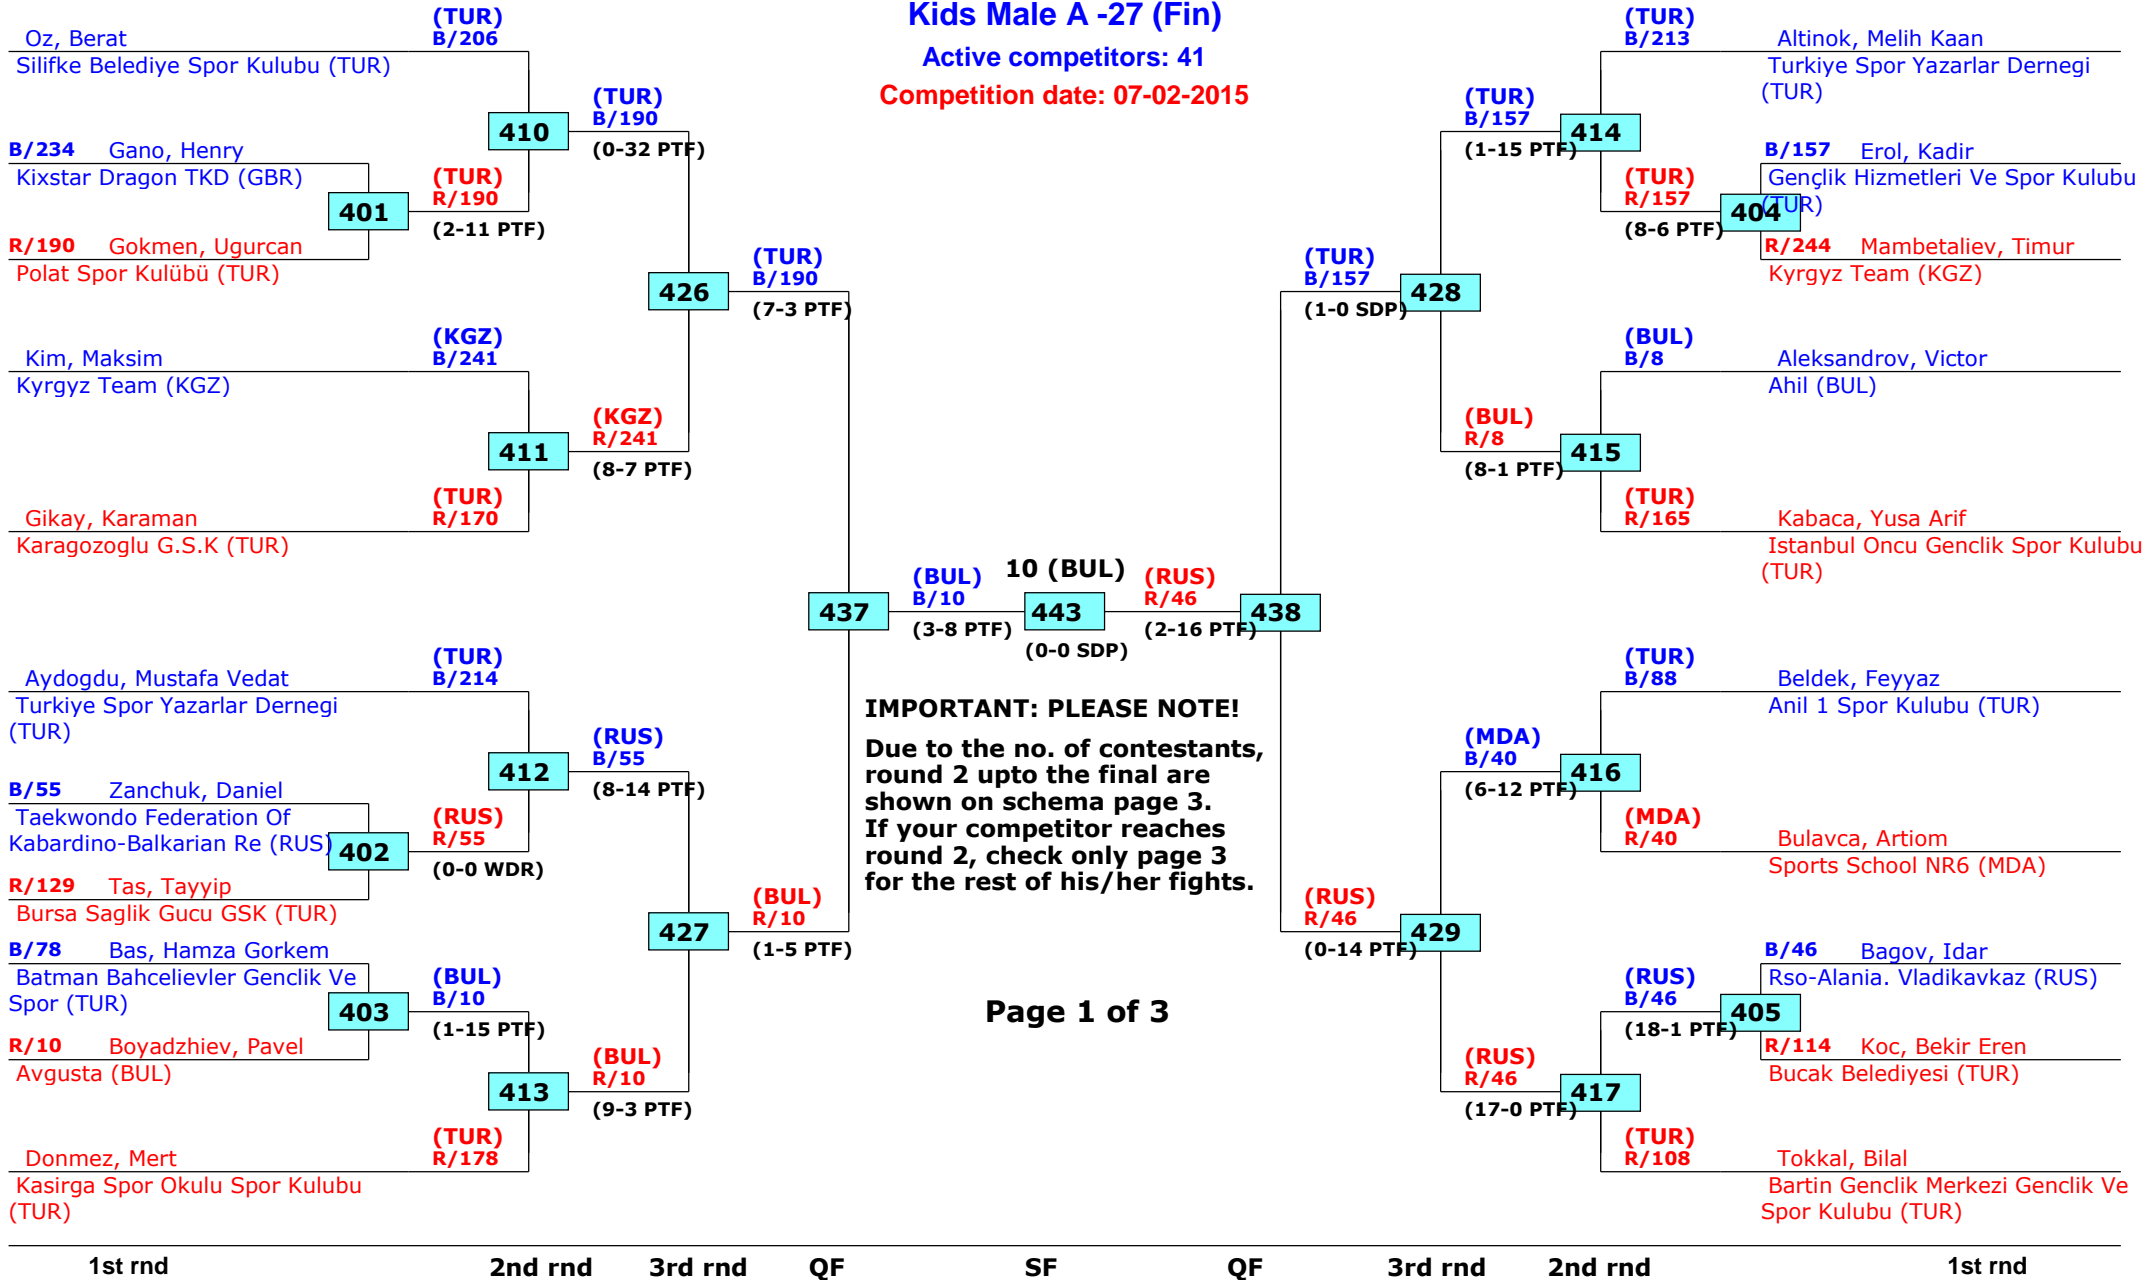 Kids Male A -27 (Fin)
Active competitors: 41
Competition date: 07-02-2015
Oz, Berat
Silifke Belediye Spor Kulubu (TUR)
(TUR)
B/206
B/234 Gano, Henry
Kixstar Dragon TKD (GBR)
401
R/190 Gokmen, Ugurcan
Polat Spor Kulübü (TUR)
(TUR)
R/190
(2-11 PTF)
410
(TUR)
B/190
(0-32 PTF)
Kim, Maksim
Kyrgyz Team (KGZ)
(KGZ)
B/241
411
Gikay, Karaman
Karagozoglu G.S.K (TUR)
(TUR)
R/170
(KGZ)
R/241
(8-7 PTF)
426
(TUR)
B/190
(7-3 PTF)
Aydogdu, Mustafa Vedat
Turkiye Spor Yazarlar Dernegi
(TUR)
(TUR)
B/214
B/55 Zanchuk, Daniel
Taekwondo Federation Of
Kabardino-Balkarian Re (RUS)
402
R/129 Tas, Tayyip
Bursa Saglik Gucu GSK (TUR)
(RUS)
R/55
(0-0 WDR)
412
(RUS)
B/55
(8-14 PTF)
B/78 Bas, Hamza Gorkem
Batman Bahcelievler Genclik Ve
Spor (TUR)
403
R/10 Boyadzhiev, Pavel
Avgusta (BUL)
(BUL)
B/10
(1-15 PTF)
413
Donmez, Mert
Kasirga Spor Okulu Spor Kulubu
(TUR)
(TUR)
R/178
(BUL)
R/10
(9-3 PTF)
427
(BUL)
R/10
(1-5 PTF)
437
(BUL)
B/10
(3-8 PTF)
10 (BUL)
443
(0-0 SDP)
(RUS)
R/46
(2-16 PTF)
438
IMPORTANT: PLEASE NOTE!
Due to the no. of contestants,
round 2 upto the final are
shown on schema page 3.
If your competitor reaches
round 2, check only page 3
for the rest of his/her fights.
Page 1 of 3
(TUR)
B/213
Altinok, Melih Kaan
Turkiye Spor Yazarlar Dernegi
(TUR)
(TUR)
B/157
(1-15 PTF)
414
B/157 Erol, Kadir
Gençlik Hizmetleri Ve Spor Kulubu
(TUR)
404
R/244 Mambetaliev, Timur
Kyrgyz Team (KGZ)
(TUR)
R/157
(8-6 PTF)
(TUR)
B/157
(1-0 SDP)
428
(BUL)
B/8
Aleksandrov, Victor
Ahil (BUL)
(BUL)
R/8
(8-1 PTF)
415
(TUR)
R/165
Kabaca, Yusa Arif
Istanbul Oncu Genclik Spor Kulubu
(TUR)
(TUR)
B/88
Beldek, Feyyaz
Anil 1 Spor Kulubu (TUR)
(MDA)
B/40
(6-12 PTF)
416
(MDA)
R/40
Bulavca, Artiom
Sports School NR6 (MDA)
(RUS)
R/46
(0-14 PTF)
429
B/46 Bagov, Idar
Rso-Alania. Vladikavkaz (RUS)
(RUS)
B/46
(18-1 PTF)
405
R/114 Koc, Bekir Eren
Bucak Belediyesi (TUR)
(RUS)
R/46
(17-0 PTF)
417
(TUR)
R/108
Tokkal, Bilal
Bartin Genclik Merkezi Genclik Ve
Spor Kulubu (TUR)
1st rnd 2nd rnd 3rd rnd QF SF QF 3rd rnd 2nd rnd 1st rnd